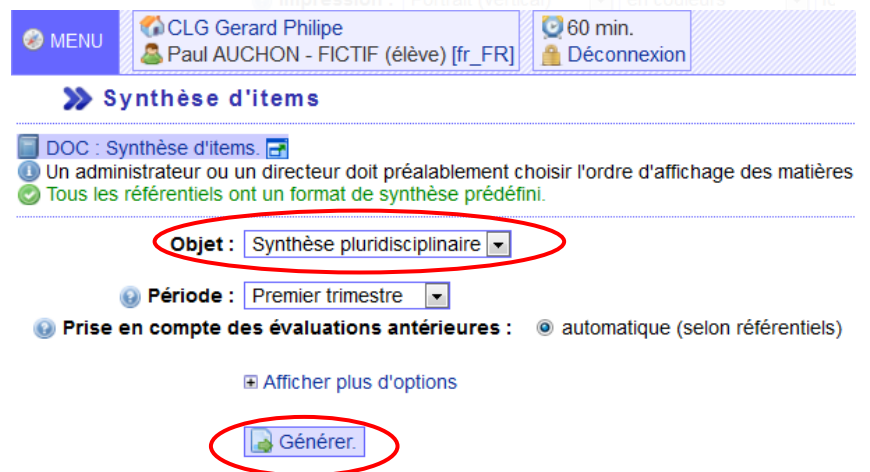 MENU
CLG Gerard Philipe
Paul AUCHON - FICTIF (élève) [fr_FR]
60 min.
Déconnexion
Synthèse d'items
DOC : Synthèse d'items.
Un administrateur ou un directeur doit préalablement choisir l'ordre d'affichage des matières
Tous les référentiels ont un format de synthèse prédéfini.
Objet : Synthèse pluridisciplinaire
Période : Premier trimestre
Prise en compte des évaluations antérieures : automatique (selon référentiels)
Afficher plus d'options
Générer.